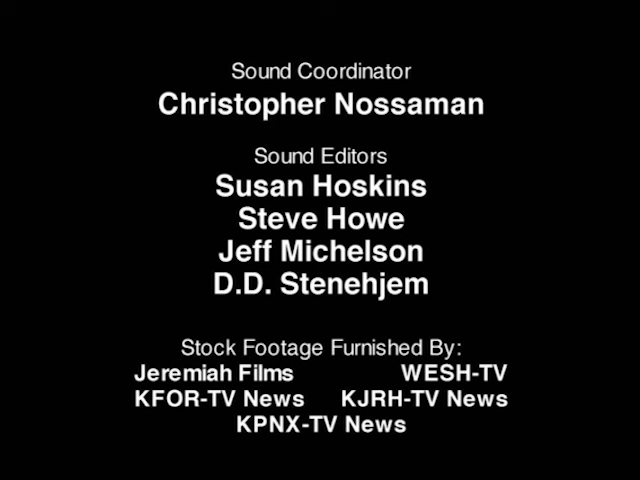 Sound Coordinator
Christopher Nossaman
Sound Editors
Susan Hoskins
Steve Howe
Jeff Michelson
D.D. Stenehjem
Stock Footage Furnished By:
Jeremiah Films WESH-TV
KFOR-TV News KJRH-TV News
KPNX-TV News